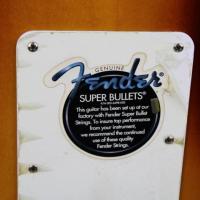 GENUINE
Fender
SUPER BULLETS®
This guitar has been set up at our
factory with Fender Super Bullet
Strings. To insure top performance
from your instrument,
we recommend the continued
use of these quality
Fender Strings.